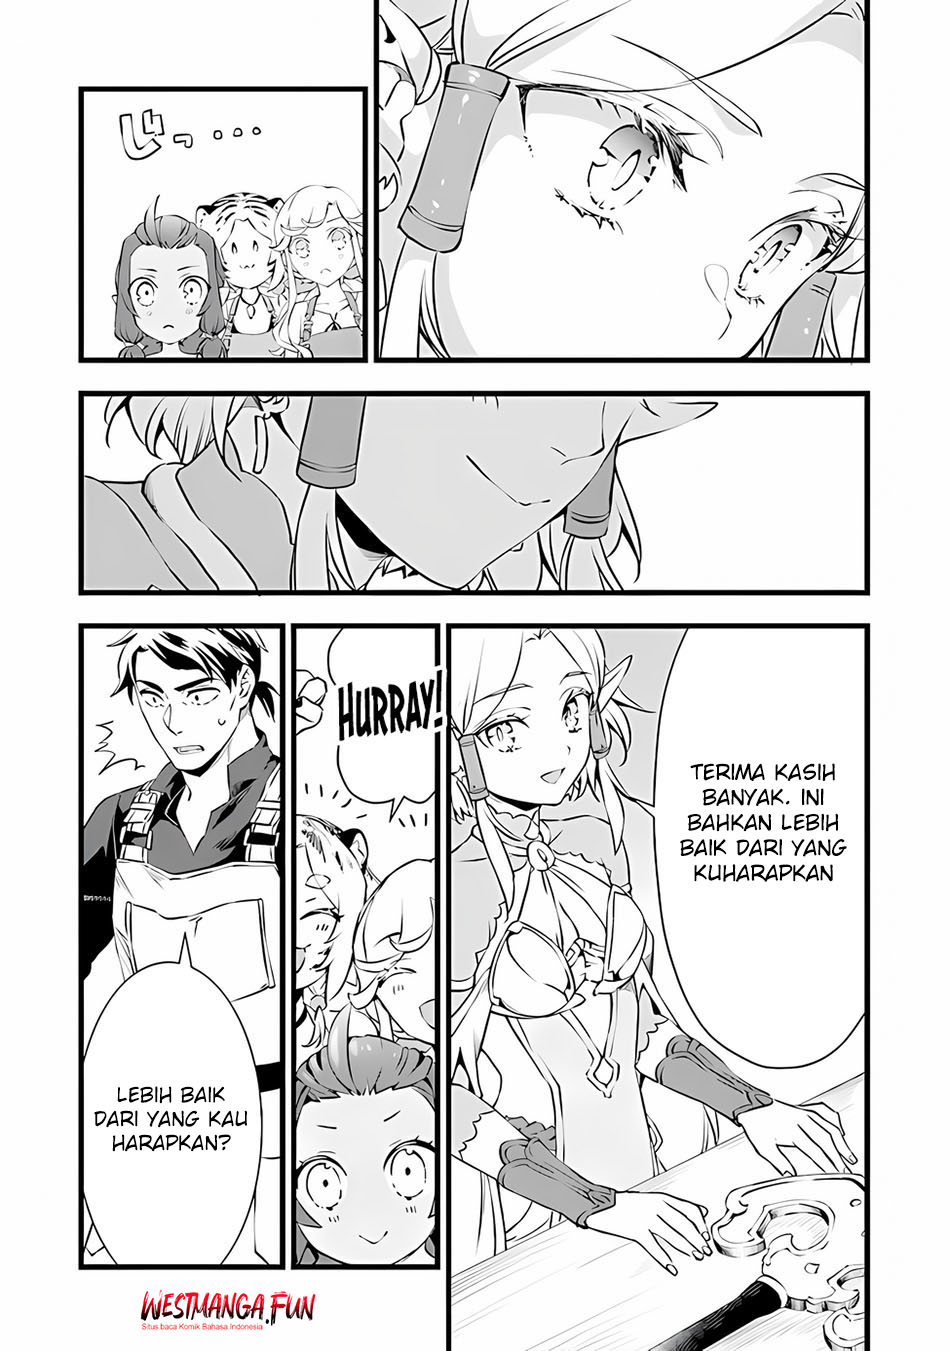 じっ...
HURRAY!
TERIMA KASIH
BANYAK. INI
BAHKAN LEBIH
BAIK DARI YANG
KUHARAPKAN
LEBIH BAIK
DARI YANG KAU
HARAPKAN?
WESTMANGA.FUN
Situs baca Komik Bahasa Indonesia